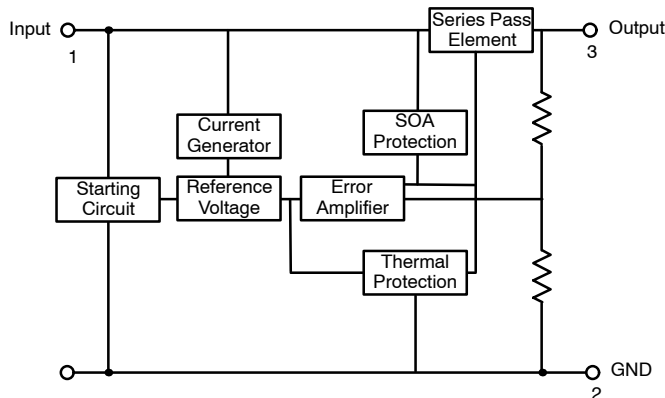 Input
1
Series Pass
Element
Output
3
Current
Generator
SOA
Protection
Starting
Circuit
Reference
Voltage
Error
Amplifier
Thermal
Protection
GND
2